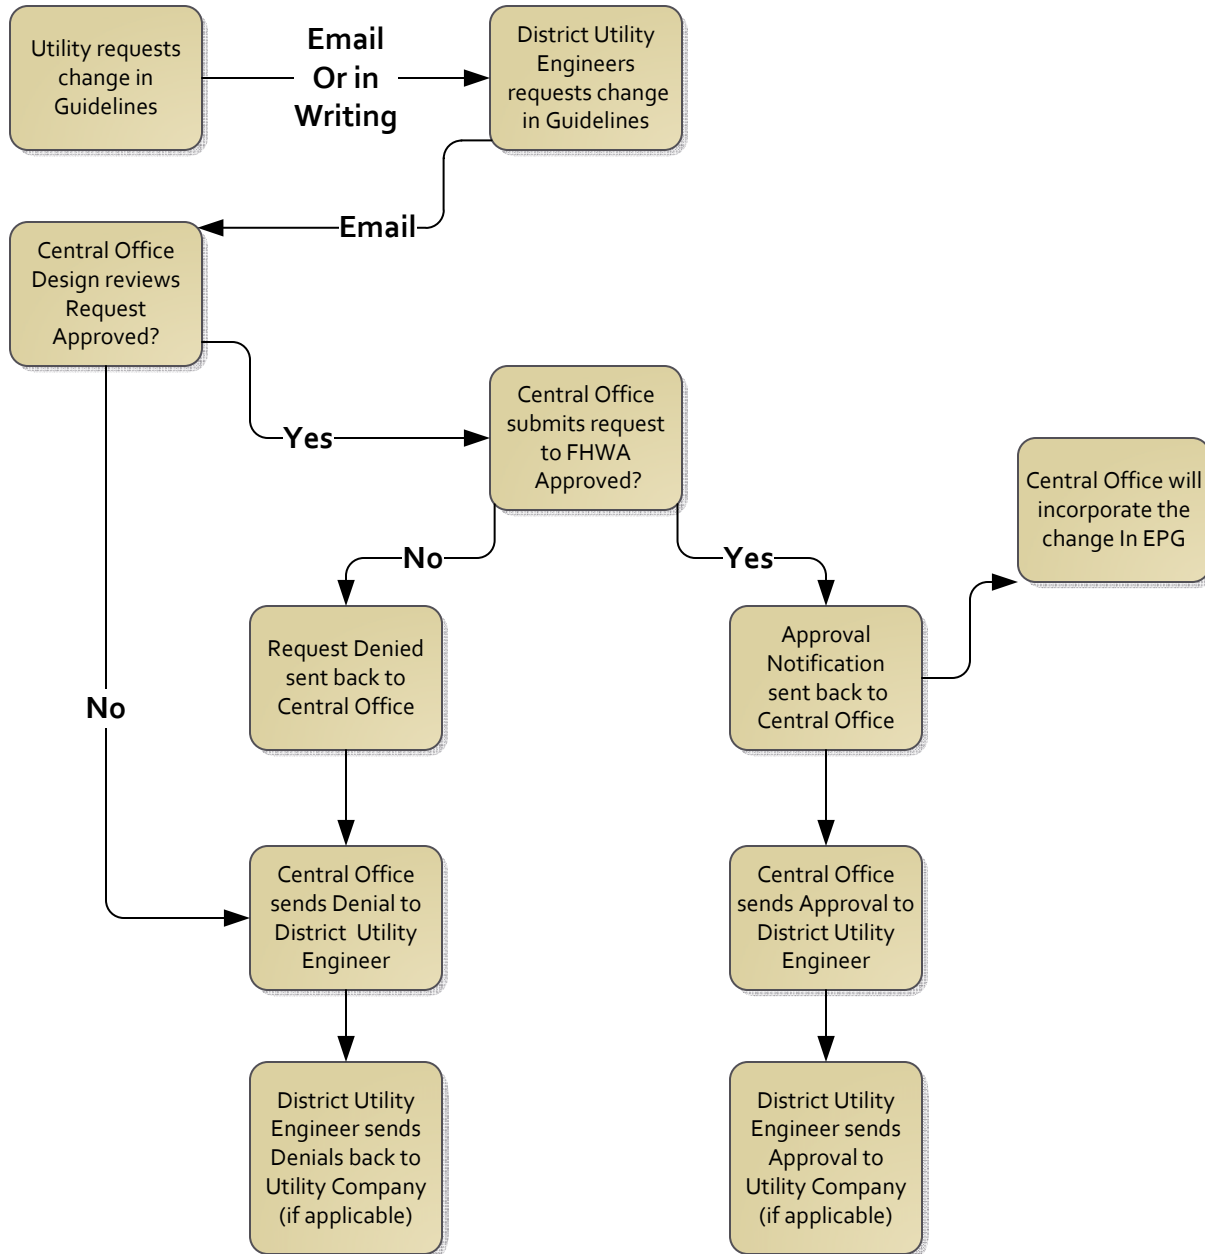 Utility requests
change in
Guidelines
Email
Or in
Writing
District Utility
Engineers
requests change
in Guidelines
Email
Central Office
Design reviews
Request
Approved?
Yes
Central Office
submits request
to FHWA
Approved?
Central Office will
incorporate the
change In EPG
No
Yes
Request Denied
sent back to
Central Office
Approval
Notification
sent back to
Central Office
No
Central Office
sends Denial to
District Utility
Engineer
Central Office
sends Approval to
District Utility
Engineer
District Utility
Engineer sends
Denials back to
Utility Company
(if applicable)
District Utility
Engineer sends
Approval to
Utility Company
(if applicable)